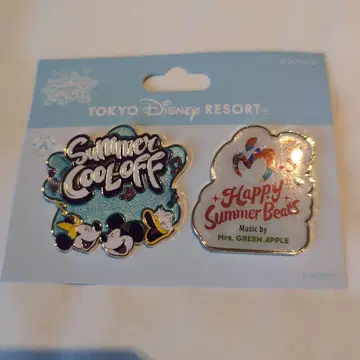 TOKYO Disney RESORT
Summer
COOL-OFF
Happy
Summer Beats
Music by
Mrs. GREEN APPLE